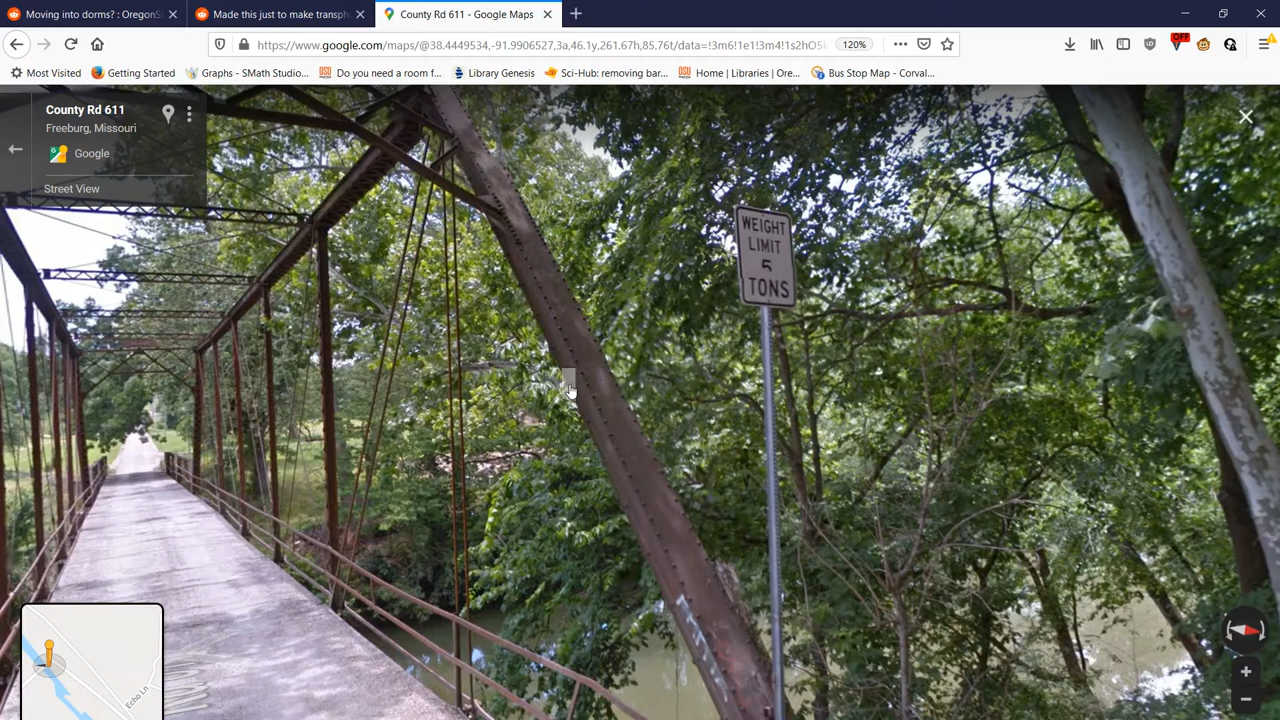 Moving into dorms? : OregonS
Made this just to make transph
County Rd 611 - Google Maps
https://www.google.com/maps/@38.4449534,-91.9906527,3a,46.1y,261.67h,85.76t/data=!3m6!1e1!3m4!1s2hO5
120%
OFF
Most Visited
Getting Started
Graphs - SMath Studio...
Do you need a room f...
Library Genesis
Sci-Hub: removing bar...
Home | Libraries | Ore...
Bus Stop Map - Corval...
County Rd 611
Freeburg, Missouri
Google
Street View
WEIGHT
LIMIT
5
TONS
Echo Ln